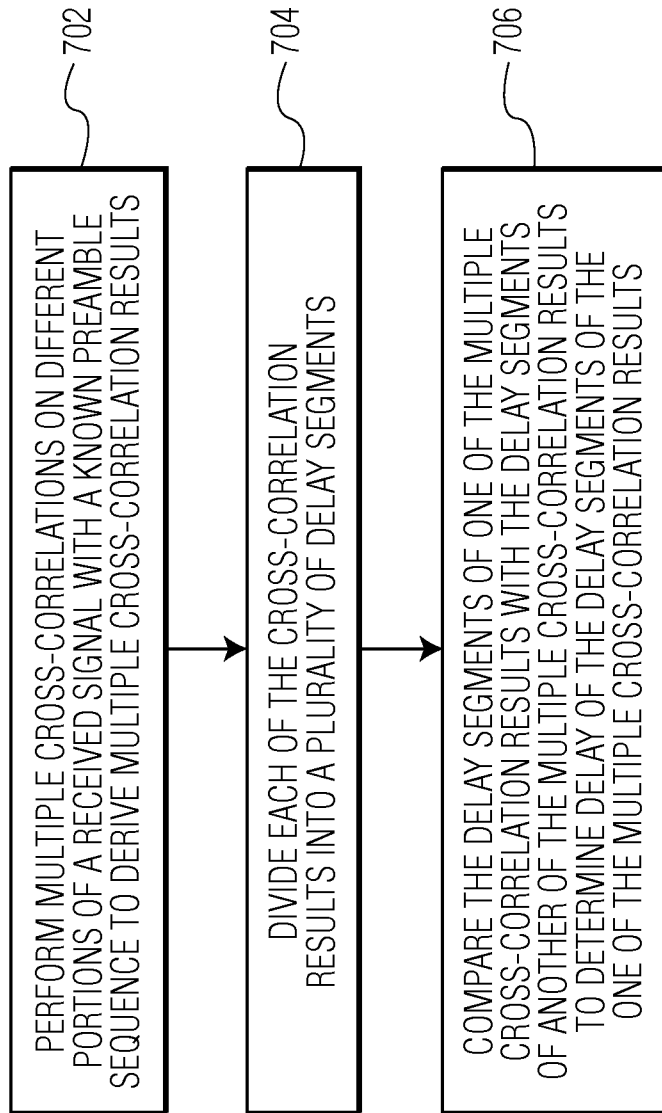 PERFORM MULTIPLE CROSS-CORRELATIONS ON DIFFERENT
PORTIONS OF A RECEIVED SIGNAL WITH A KNOWN PREAMBLE
SEQUENCE TO DERIVE MULTIPLE CROSS-CORRELATION RESULTS
702
DIVIDE EACH OF THE CROSS-CORRELATION
RESULTS INTO A PLURALITY OF DELAY SEGMENTS
704
COMPARE THE DELAY SEGMENTS OF ONE OF THE MULTIPLE
CROSS-CORRELATION RESULTS WITH THE DELAY SEGMENTS
OF ANOTHER OF THE MULTIPLE CROSS-CORRELATION RESULTS
TO DETERMINE DELAY OF THE DELAY SEGMENTS OF THE
ONE OF THE MULTIPLE CROSS-CORRELATION RESULTS
706